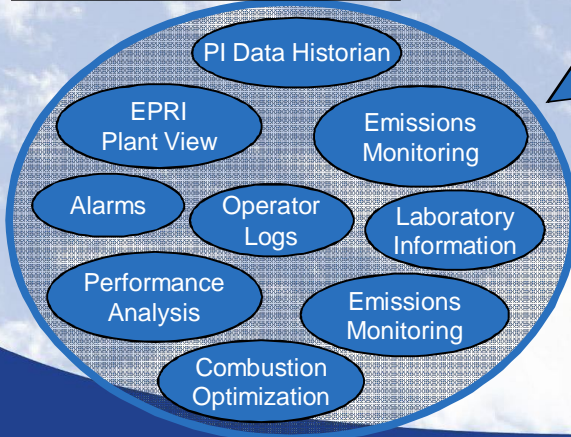 PI Data Historian
EPRI
Plant View
Emissions
Monitoring
Alarms
Operator
Logs
Laboratory
Information
Performance
Analysis
Emissions
Monitoring
Combustion
Optimization